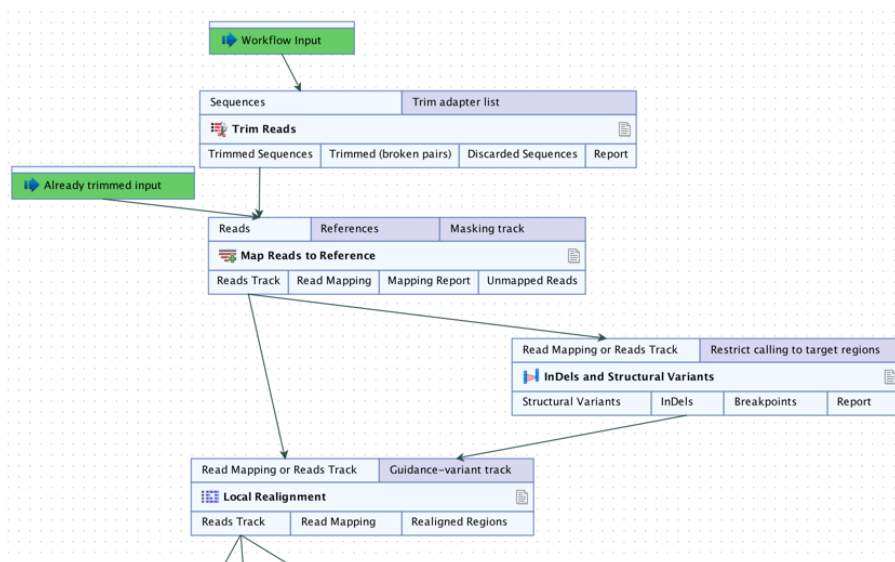 Workflow Input
Sequences Trim adapter list
Trim Reads
Trimmed Sequences Trimmed (broken pairs) Discarded Sequences Report
Already trimmed input
Reads References Masking track
Map Reads to Reference
Reads Track Read Mapping Mapping Report Unmapped Reads
Read Mapping or Reads Track Restrict calling to target regions
InDels and Structural Variants
Structural Variants InDels Breakpoints Report
Read Mapping or Reads Track Guidance-variant track
Local Realignment
Reads Track Read Mapping Realigned Regions